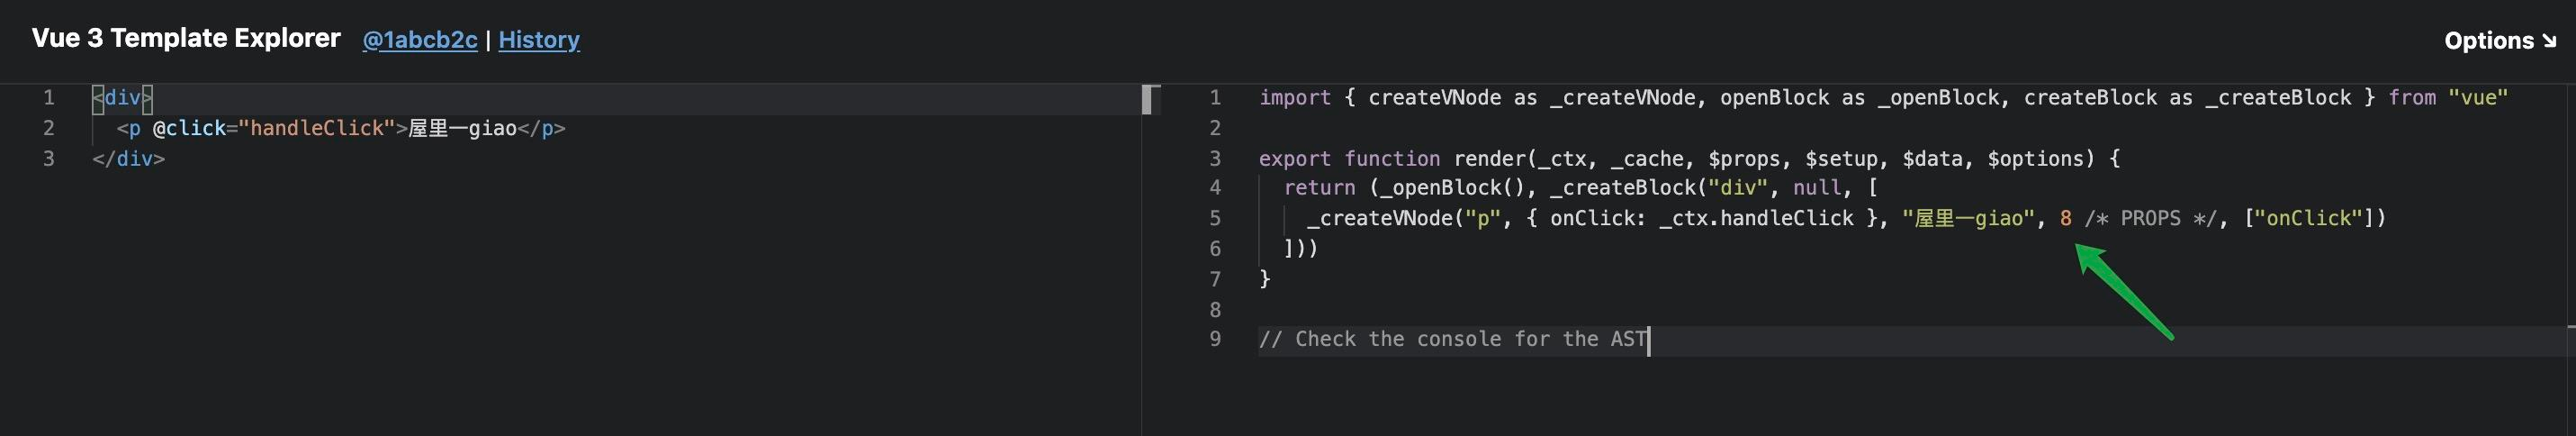 Vue 3 Template Explorer @1abcb2c | History
Options ↘
1 <div>
2 <p @click="handleClick">屋里一giao</p>
3 </div>
1 import { createVNode as _createVNode, openBlock as _openBlock, createBlock as _createBlock } from "vue"
2
3 export function render(_ctx, _cache, $props, $setup, $data, $options) {
4 return (_openBlock(), _createBlock("div", null, [
5 _createVNode("p", { onClick: _ctx.handleClick }, "屋里一giao", 8 /* PROPS */, ["onClick"])
6 ]))
7 }
8
9 // Check the console for the AST